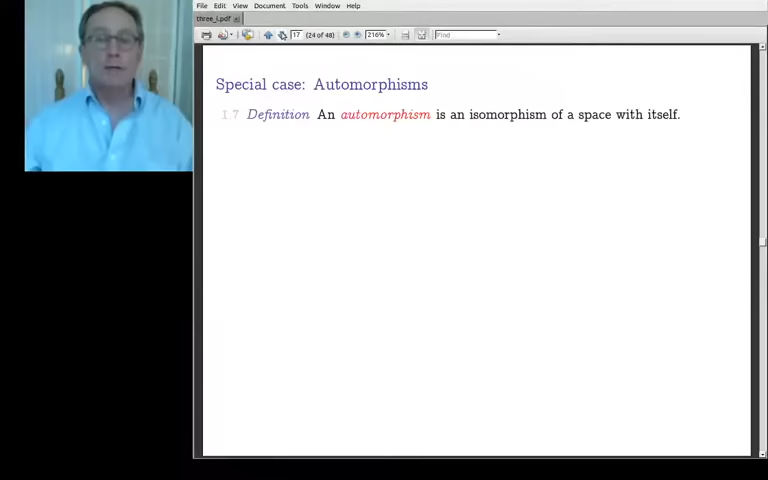 File Edit View Document Tools Window Help
three_i.pdf
17 (24 of 48) 216% Find
Special case: Automorphisms
1 7 Definition An automorphism is an isomorphism of a space with itself.